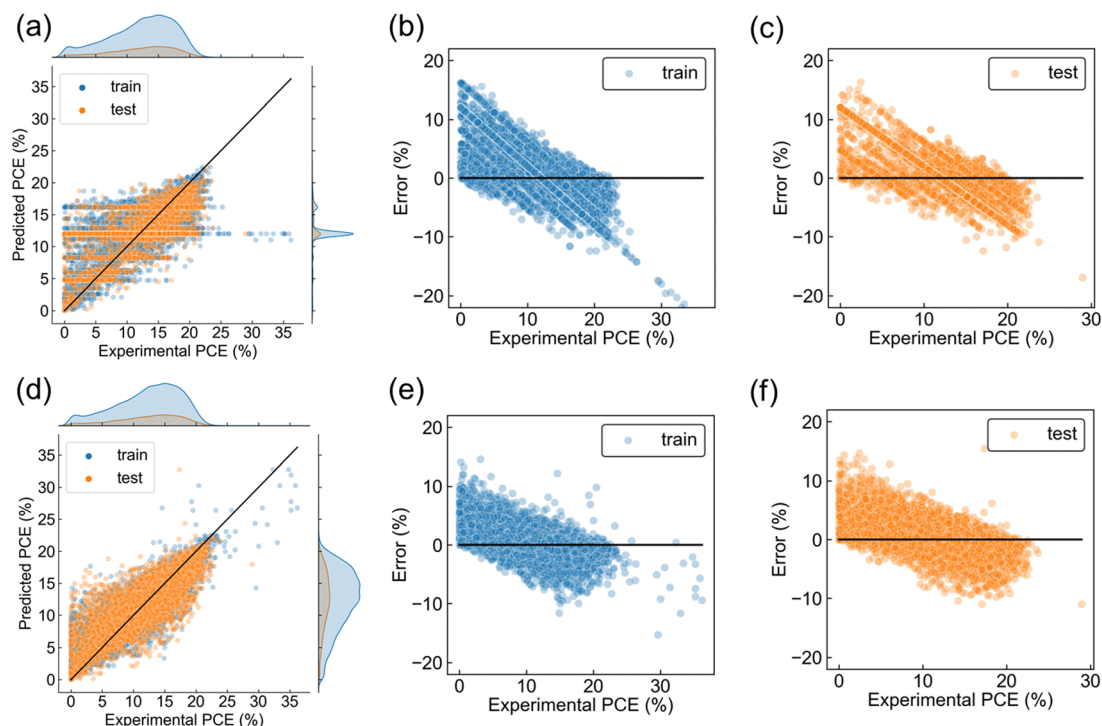 (a)
train
test
35
30
25
20
15
10
5
0
Predicted PCE (%)
0 5 10 15 20 25 30 35
Experimental PCE (%)
(b)
train
20
10
0
−10
−20
Error (%)
0 10 20 30
Experimental PCE (%)
(c)
test
20
10
0
−10
−20
Error (%)
0 10 20 30
Experimental PCE (%)
(d)
train
test
35
30
25
20
15
10
5
0
Predicted PCE (%)
0 5 10 15 20 25 30 35
Experimental PCE (%)
(e)
train
20
10
0
−10
−20
Error (%)
0 10 20 30
Experimental PCE (%)
(f)
test
20
10
0
−10
−20
Error (%)
0 10 20 30
Experimental PCE (%)